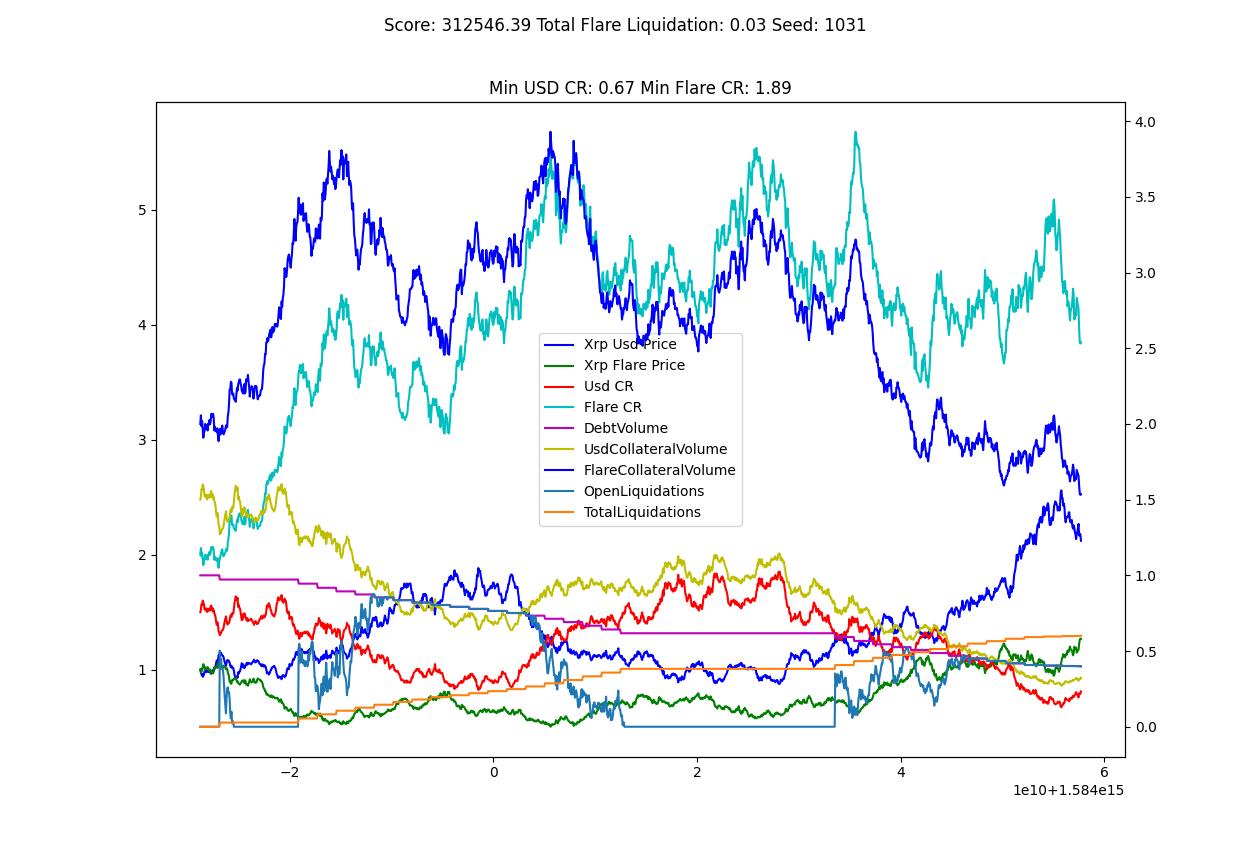 Score: 312546.39 Total Flare Liquidation: 0.03 Seed: 1031
Min USD CR: 0.67 Min Flare CR: 1.89
5
4
3
2
1
4.0
3.5
3.0
2.5
2.0
1.5
1.0
0.5
0.0
Xrp Usd Price
Xrp Flare Price
Usd CR
Flare CR
DebtVolume
UsdCollateralVolume
FlareCollateralVolume
OpenLiquidations
TotalLiquidations
−2 0 2 4 6
1e10+1.584e15